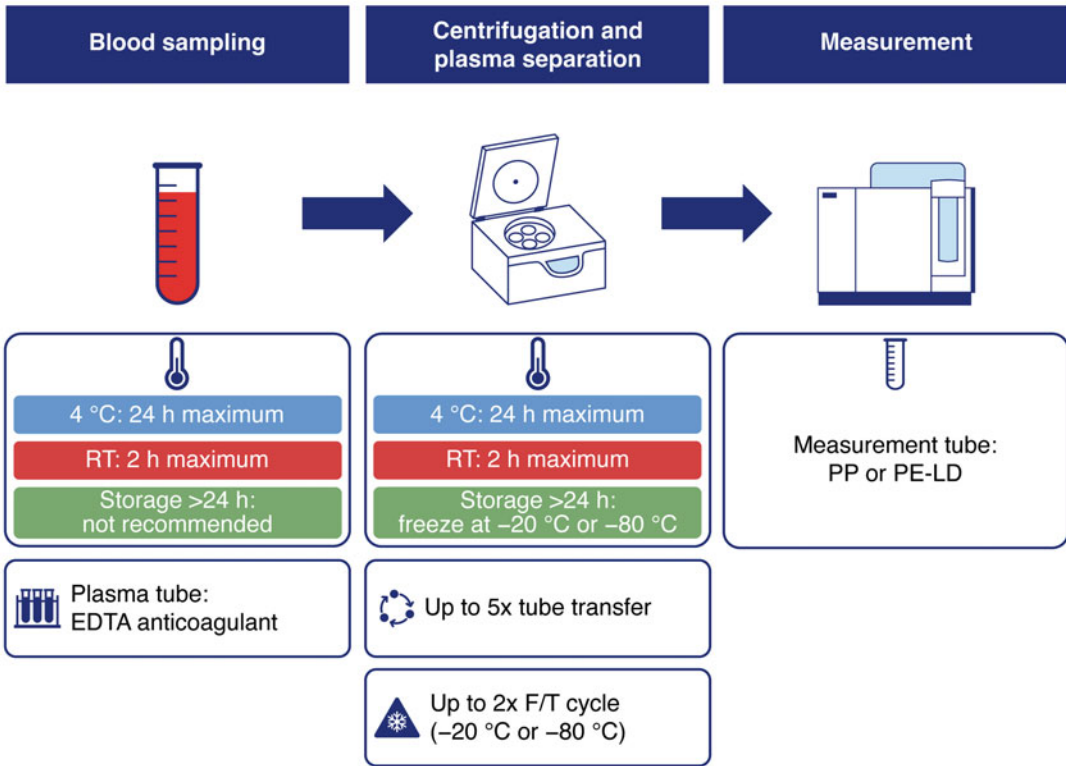 Blood sampling
Centrifugation and
plasma separation
Measurement
4 °C: 24 h maximum
RT: 2 h maximum
Storage >24 h:
not recommended
Plasma tube:
EDTA anticoagulant
4 °C: 24 h maximum
RT: 2 h maximum
Storage >24 h:
freeze at −20 °C or −80 °C
Up to 5x tube transfer
Up to 2x F/T cycle
(−20 °C or −80 °C)
Measurement tube:
PP or PE-LD